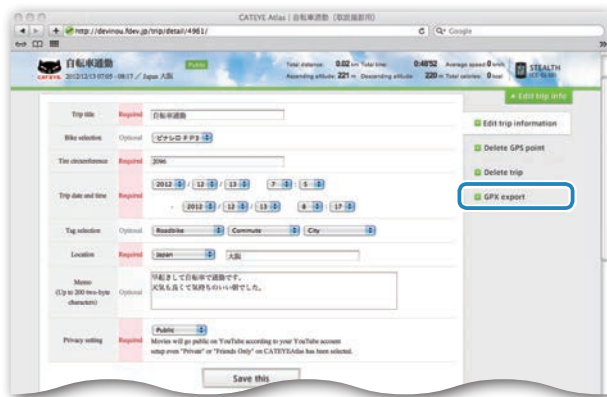 CATEYE Atlas | 自転車通勤 (取説撮影用)
http://devinou.fdev.jp/trip/detail/4961/
Google
自転車通勤
Public
Total distance: 0.02 km Total time: 0:48'52 Average speed 0 km/h
STEALTH
CATEYE 2012/12/13 07:05 - 08:17 / Japan 大阪
Ascending altitude: 221 m Descending altitude: 220 m Total calories: 0 kcal
+ Edit trip info
Trip title Required 自転車通勤
Edit trip information
Bike selection Optional ピナレロ F P 3
Delete GPS point
Tire circumference Required 2096
Delete trip
Trip date and time Required 2012 / 12 / 13 7 : 5
GPX export
- 2012 / 12 / 13 8 : 17
Tag selection Optional Roadbike Commute City
Location Required Japan 大阪
Memo
(Up to 200 two-byte
characters)
Optional
早起きして自転車で通勤です。
天気も良くて気持ちのいい朝でした。
Privacy setting Required Public
Movies will go public on YouTube according to your YouTube account
setup even "Private" or "Friends Only" on CATEYEAtlas has been selected.
Save this